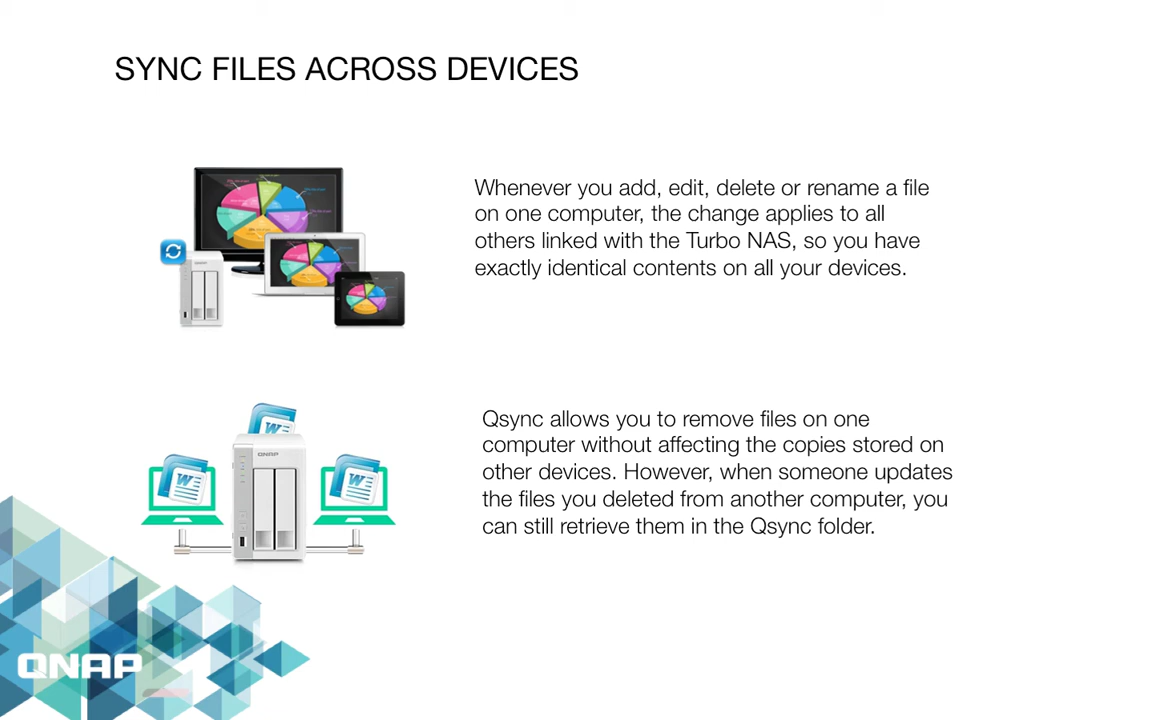 SYNC FILES ACROSS DEVICES
Whenever you add, edit, delete or rename a file
on one computer, the change applies to all
others linked with the Turbo NAS, so you have
exactly identical contents on all your devices.
QNAP
W
QNAP
W
W
Qsync allows you to remove files on one
computer without affecting the copies stored on
other devices. However, when someone updates
the files you deleted from another computer, you
can still retrieve them in the Qsync folder.
QNAP